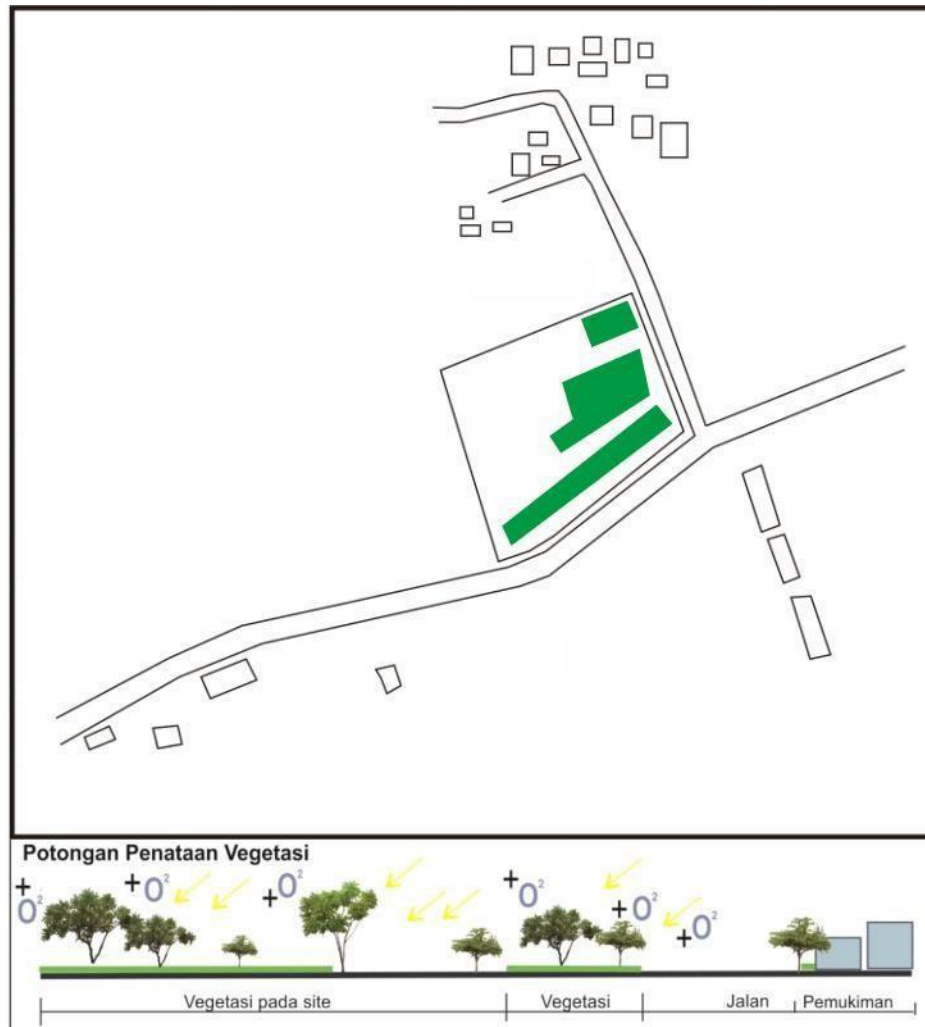 Potongan Penataan Vegetasi
+ O²
+ O²
+ O²
+ O²
+ O²
+ O²
Vegetasi pada site
Vegetasi
Jalan
Pemukiman